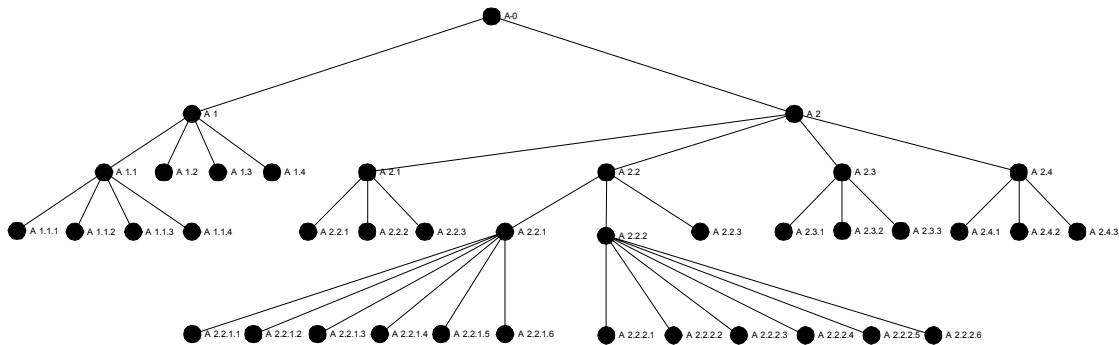 A-0
A 1
A 2
A 1.1
A 1.2
A 1.3
A 1.4
A 2.1
A 2.2
A 2.3
A 2.4
A 1.1.1
A 1.1.2
A 1.1.3
A 1.1.4
A 2.2.1
A 2.2.2
A 2.2.3
A 2.2.1
A 2.2.2
A 2.2.3
A 2.3.1
A 2.3.2
A 2.3.3
A 2.4.1
A 2.4.2
A 2.4.3
A 2.2.1.1
A 2.2.1.2
A 2.2.1.3
A 2.2.1.4
A 2.2.1.5
A 2.2.1.6
A 2.2.2.1
A 2.2.2.2
A 2.2.2.3
A 2.2.2.4
A 2.2.2.5
A 2.2.2.6